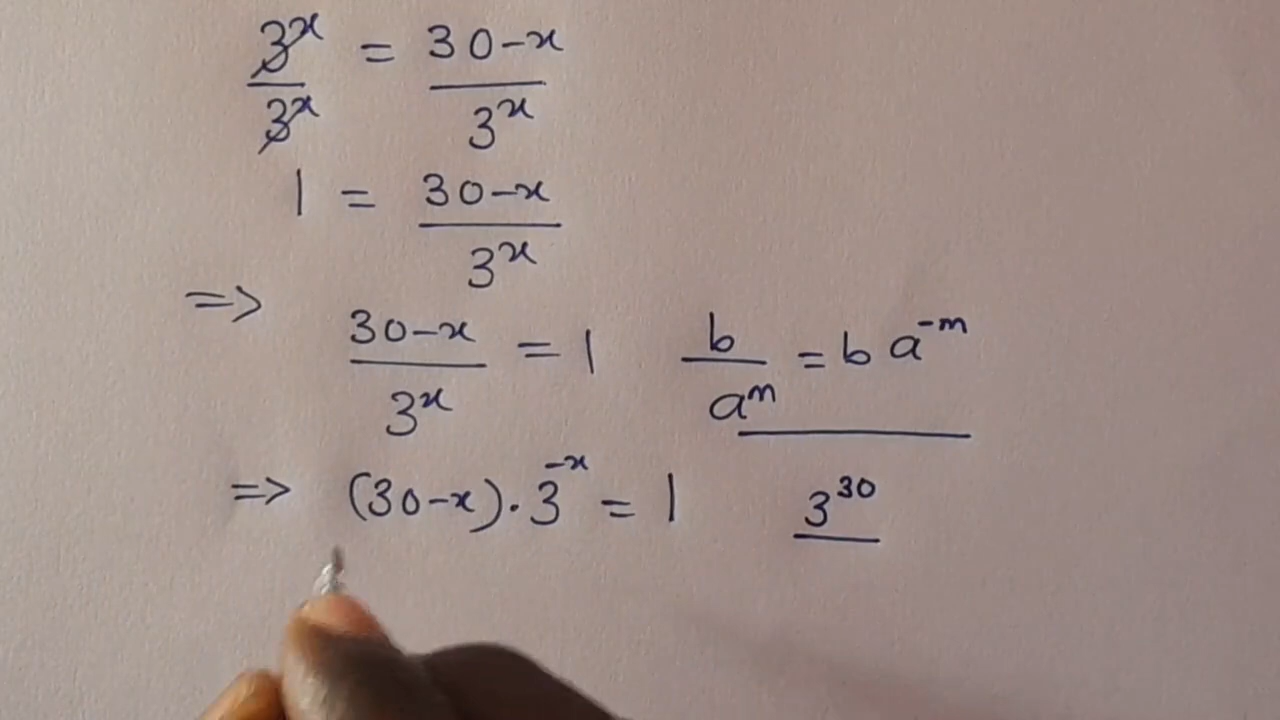 3^x/3^x = 30-x/3^x
1 = 30-x/3^x
=> 30-x/3^x = 1  b/a^m = b a^-m
=> (30-x)·3^-x = 1  3^30